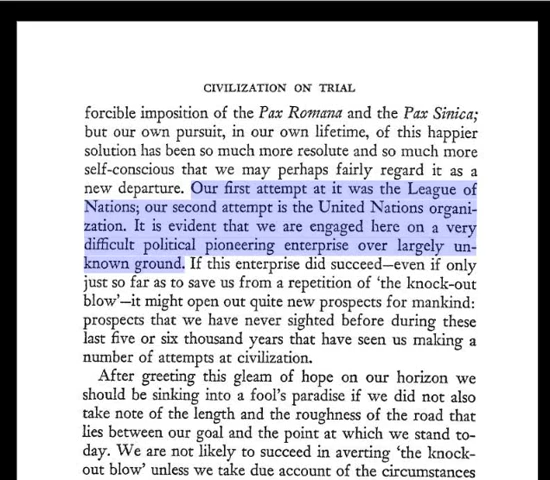 CIVILIZATION ON TRIAL
forcible imposition of the Pax Romana and the Pax Sinica;
but our own pursuit, in our own lifetime, of this happier
solution has been so much more resolute and so much more
self-conscious that we may perhaps fairly regard it as a
new departure. Our first attempt at it was the League of
Nations; our second attempt is the United Nations organi-
zation. It is evident that we are engaged here on a very
difficult political pioneering enterprise over largely un-
known ground. If this enterprise did succeed—even if only
just so far as to save us from a repetition of ‘the knock-out
blow’—it might open out quite new prospects for mankind:
prospects that we have never sighted before during these
last five or six thousand years that have seen us making a
number of attempts at civilization.
After greeting this gleam of hope on our horizon we
should be sinking into a fool's paradise if we did not also
take note of the length and the roughness of the road that
lies between our goal and the point at which we stand to-
day. We are not likely to succeed in averting ‘the knock-
out blow’ unless we take due account of the circumstances